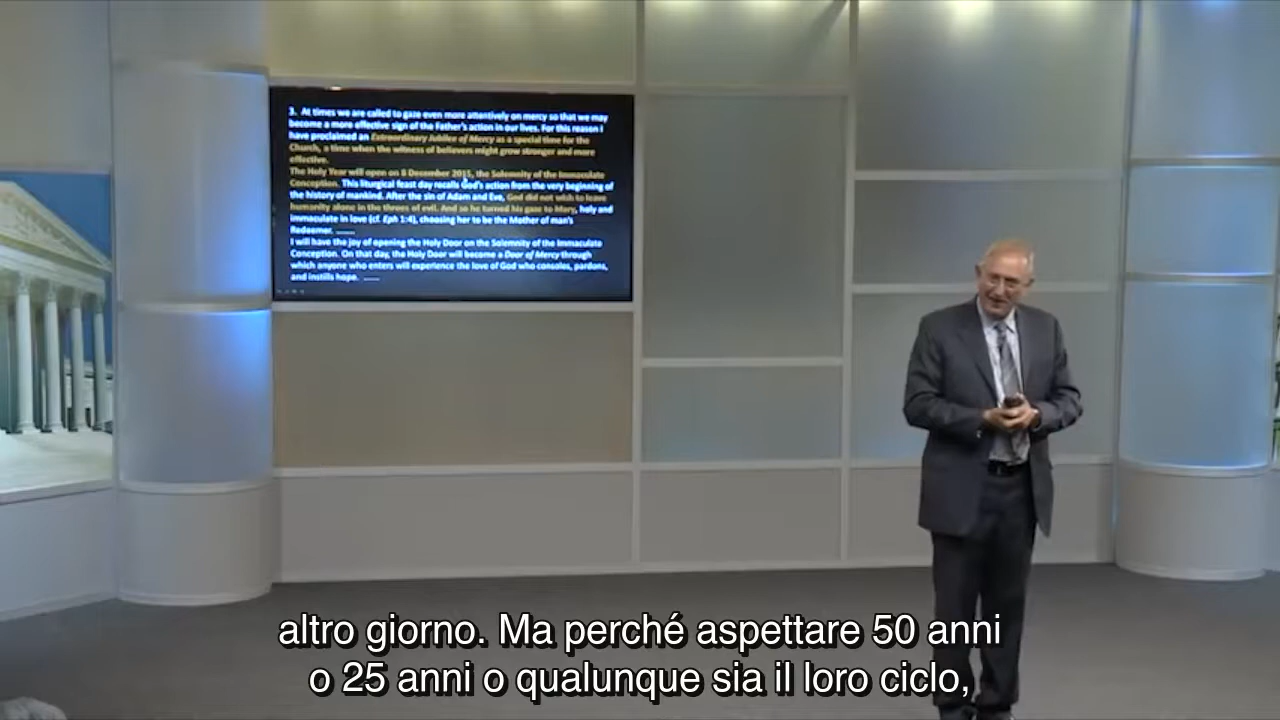 3. At times we are called to gaze even more attentively on mercy so that we may
become a more effective sign of the Father's action in our lives. For this reason I
have proclaimed an Extraordinary Jubilee of Mercy as a special time for the
Church, a time when the witness of believers might grow stronger and more
effective.
The Holy Year will open on 8 December 2015, the Solemnity of the Immaculate
Conception. This liturgical feast day recalls God's action from the very beginning of
the history of mankind. After the sin of Adam and Eve, God did not wish to leave
humanity alone in the throes of evil. And so he turned his gaze to Mary, holy and
immaculate in love (cf. Eph 1:4), choosing her to be the Mother of man's
Redeemer. ____
I will have the joy of opening the Holy Door on the Solemnity of the Immaculate
Conception. On that day, the Holy Door will become a Door of Mercy through
which anyone who enters will experience the love of God who consoles, pardons,
and instills hope. ____
altro giorno. Ma perché aspettare 50 anni
o 25 anni o qualunque sia il loro ciclo,